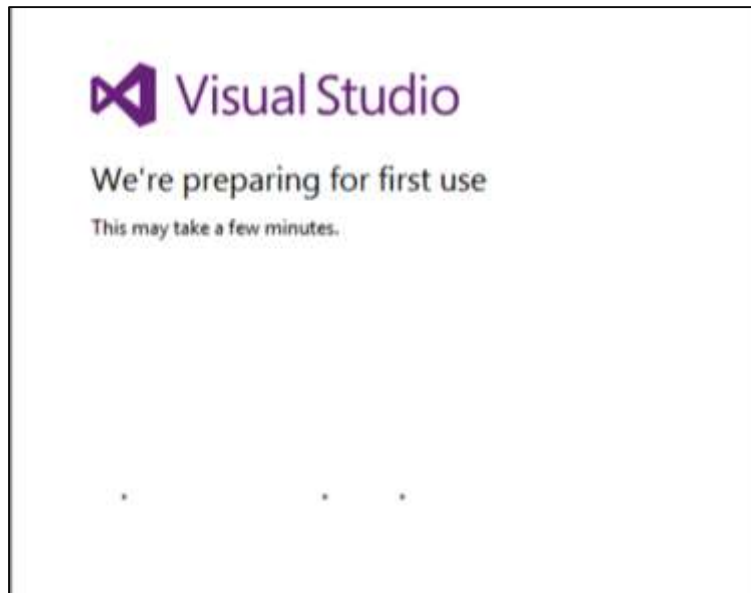 Visual Studio
We're preparing for first use
This may take a few minutes.